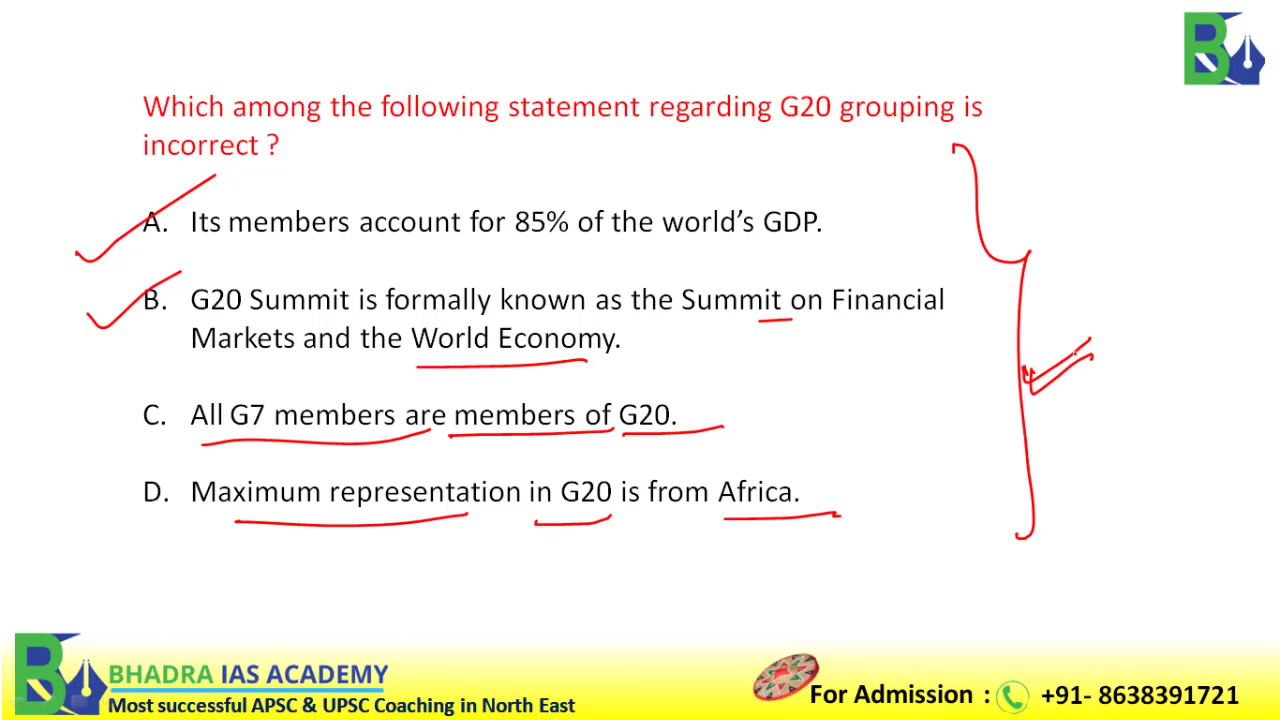 Which among the following statement regarding G20 grouping is
incorrect ?
A. Its members account for 85% of the world's GDP.
B. G20 Summit is formally known as the Summit on Financial
Markets and the World Economy.
C. All G7 members are members of G20.
D. Maximum representation in G20 is from Africa.
BHADRA IAS ACADEMY
Most successful APSC & UPSC Coaching in North East
For Admission : +91- 8638391721